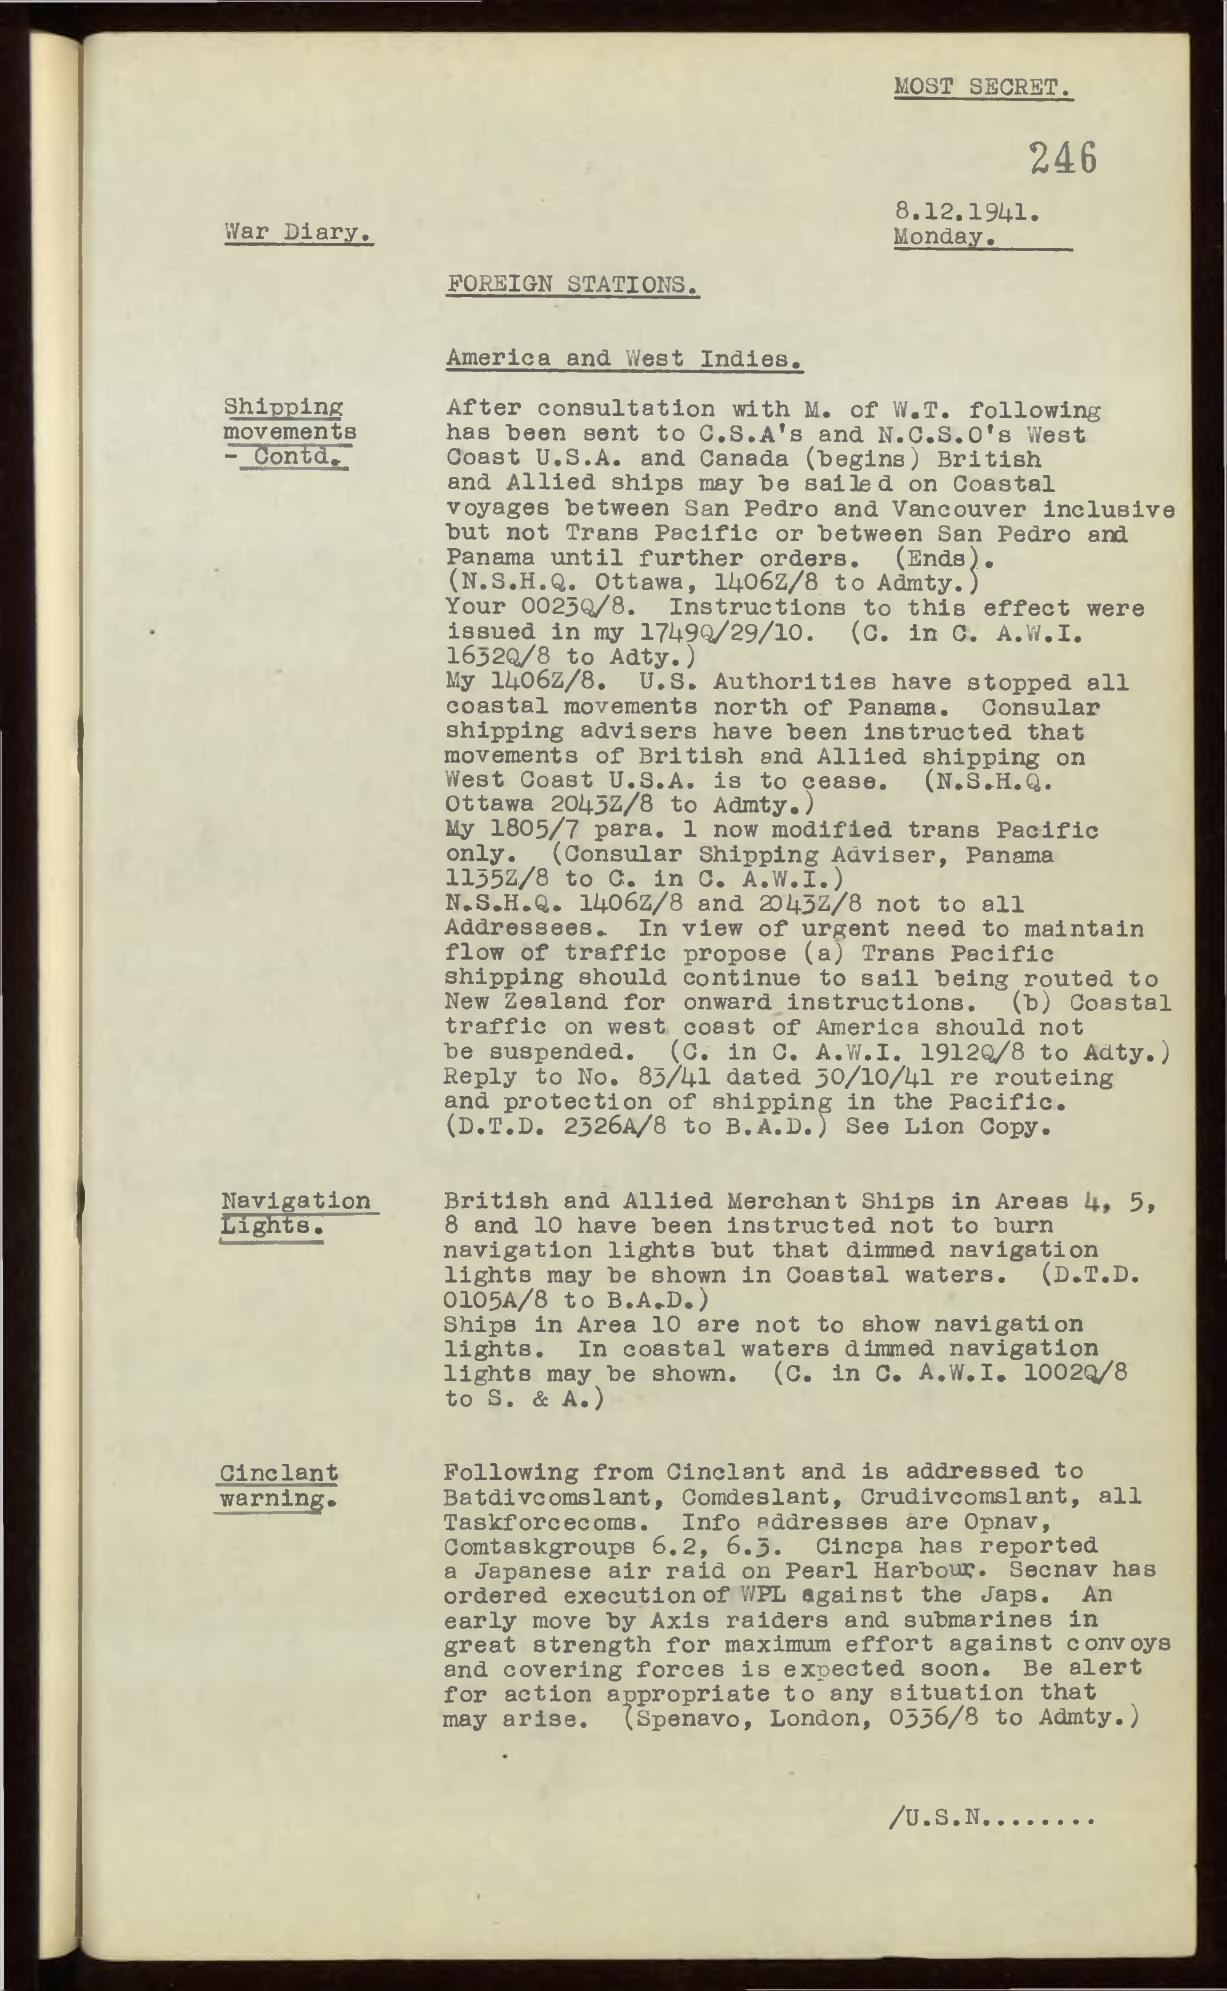 MOST SECRET.
246
8.12.1941.
War Diary.
Monday.
FOREIGN STATIONS.
America and West Indies.
Shipping
movements
- Contd.
After consultation with M. of W.T. following
has been sent to C.S.A's and N.C.S.O's West
Coast U.S.A. and Canada (begins) British
and Allied ships may be sailed on Coastal
voyages between San Pedro and Vancouver inclusive
but not Trans Pacific or between San Pedro and
Panama until further orders. (Ends).
(N.S.H.Q. Ottawa, 1406Z/8 to Admty.)
Your 0023Q/8. Instructions to this effect were
issued in my 1749Q/29/10. (C. in C. A.W.I.
1632Q/8 to Adty.)
My 1406Z/8. U.S. Authorities have stopped all
coastal movements north of Panama. Consular
shipping advisers have been instructed that
movements of British and Allied shipping on
West Coast U.S.A. is to cease. (N.S.H.Q.
Ottawa 2043Z/8 to Admty.)
My 1805/7 para. 1 now modified trans Pacific
only. (Consular Shipping Adviser, Panama
1135Z/8 to C. in C. A.W.I.)
N.S.H.Q. 1406Z/8 and 2043Z/8 not to all
Addressees. In view of urgent need to maintain
flow of traffic propose (a) Trans Pacific
shipping should continue to sail being routed to
New Zealand for onward instructions. (b) Coastal
traffic on west coast of America should not
be suspended. (C. in C. A.W.I. 1912Q/8 to Adty.)
Reply to No. 83/41 dated 30/10/41 re routeing
and protection of shipping in the Pacific.
(D.T.D. 2326A/8 to B.A.D.) See Lion Copy.
Navigation
Lights.
British and Allied Merchant Ships in Areas 4, 5,
8 and 10 have been instructed not to burn
navigation lights but that dimmed navigation
lights may be shown in Coastal waters. (D.T.D.
0105A/8 to B.A.D.)
Ships in Area 10 are not to show navigation
lights. In coastal waters dimmed navigation
lights may be shown. (C. in C. A.W.I. 1002Q/8
to S. & A.)
Cinclant
warning.
Following from Cinclant and is addressed to
Batdivcomslant, Comdeslant, Crudivcomslant, all
Taskforcecoms. Info addresses are Opnav,
Comtaskgroups 6.2, 6.3. Cincpa has reported
a Japanese air raid on Pearl Harbour. Secnav has
ordered execution of WPL against the Japs. An
early move by Axis raiders and submarines in
great strength for maximum effort against convoys
and covering forces is expected soon. Be alert
for action appropriate to any situation that
may arise. (Spenavo, London, 0336/8 to Admty.)
/U.S.N........